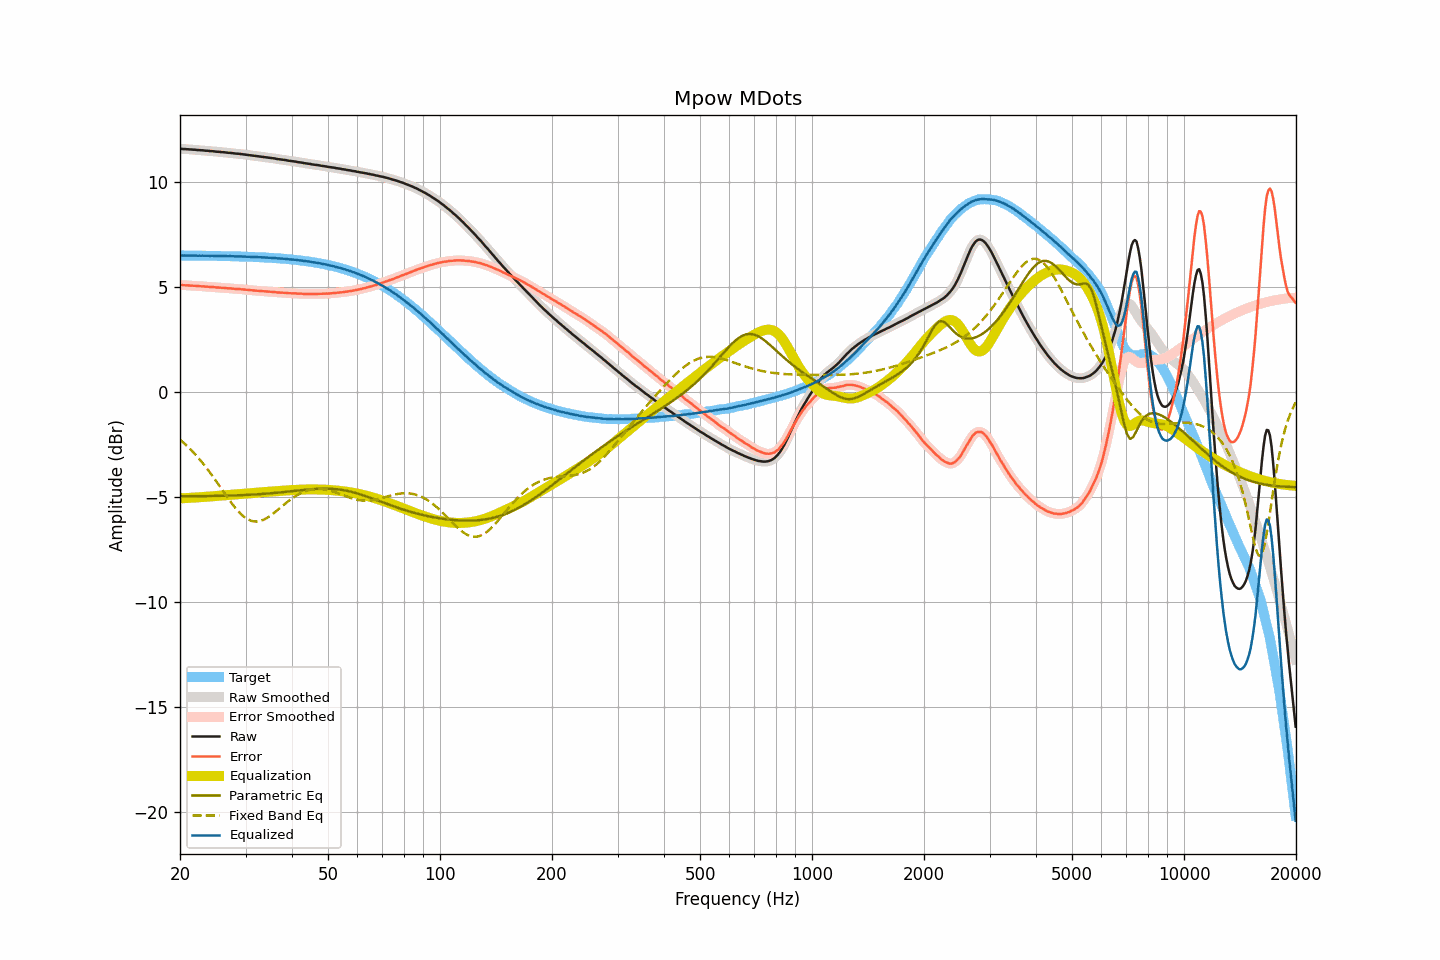 Mpow MDots
Amplitude (dBr)
10
5
0
−5
−10
−15
−20
Target
Raw Smoothed
Error Smoothed
Raw
Error
Equalization
Parametric Eq
Fixed Band Eq
Equalized
20 50 100 200 500 1000 2000 5000 10000 20000
Frequency (Hz)